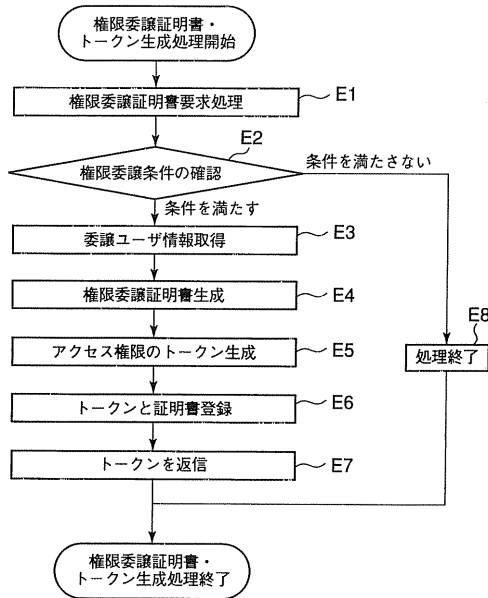 権限委譲証明書・
トークン生成処理開始
権限委譲証明書要求処理
E1
E2
権限委譲条件の確認
条件を満たさない
条件を満たす
委譲ユーザ情報取得
E3
権限委譲証明書生成
E4
E8
アクセス権限のトークン生成
E5
処理終了
トークンと証明書登録
E6
トークンを返信
E7
権限委譲証明書・
トークン生成処理終了